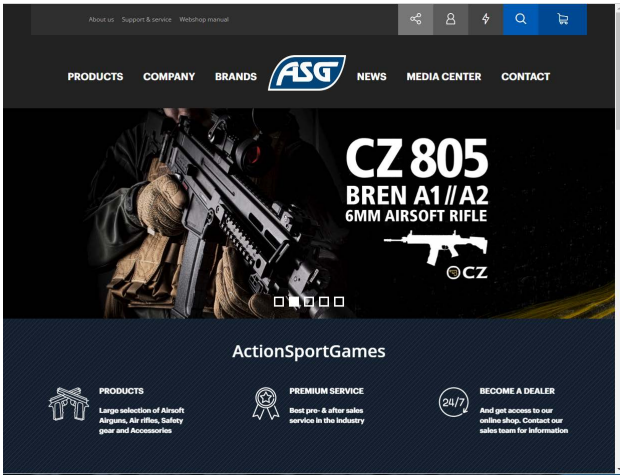 About us Support & service Webshop manual
PRODUCTS COMPANY BRANDS ASG NEWS MEDIA CENTER CONTACT
CZ 805
BREN A1//A2
6MM AIRSOFT RIFLE
CZ
ActionSportGames
PRODUCTS
Large selection of Airsoft
Airguns, Air rifles, Safety
gear and Accessories
PREMIUM SERVICE
Best pre- & after sales
service in the industry
24/7
BECOME A DEALER
And get access to our
online shop. Contact our
sales team for information